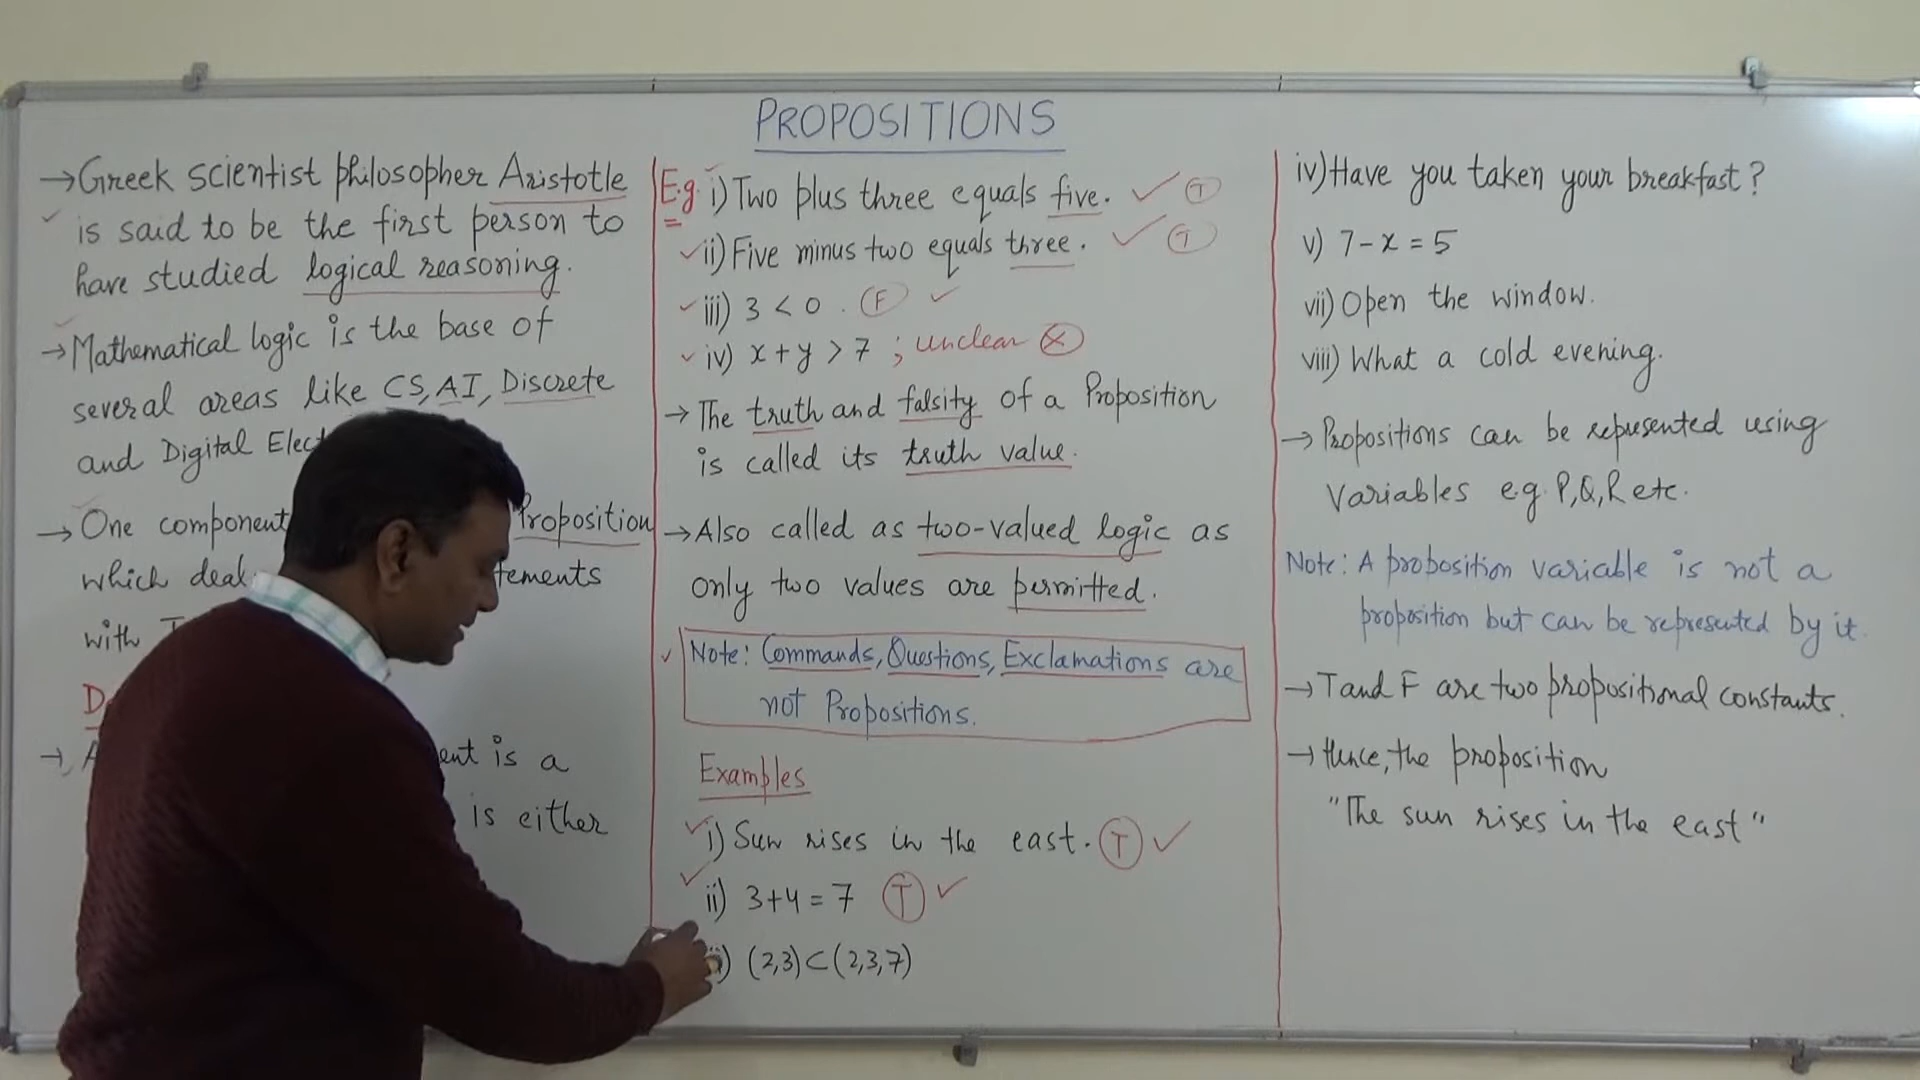 PROPOSITIONS
→ Greek scientist philosopher Aristotle
is said to be the first person to
have studied logical reasoning.
→ Mathematical logic is the base of
several areas like CS, AI, Discrete
and Digital
→ One component Proposition
which
with
→
is a
is either
E.g. i) Two plus three equals five. ✓ (T)
ii) Five minus two equals three. ✓ (T)
iii) 3 < 0. (F) ✓
iv) x + y > 7 ; unclear (X)
→ The truth and falsity of a Proposition
is called its truth value.
→ Also called as two-valued logic as
only two values are permitted.
Note: Commands, Questions, Exclamations are
not Propositions.
Examples
i) Sun rises in the east. (T) ✓
ii) 3+4 = 7 (T) ✓
(2,3) ⊂ (2,3,7)
iv) Have you taken your breakfast?
v) 7 - x = 5
vii) Open the window.
viii) What a cold evening.
→ Propositions can be represented using
Variables e.g. P,Q,R etc.
Note: A proposition variable is not a
proposition but can be represented by it.
→ T and F are two propositional constants.
→ Hence, the proposition
"The sun rises in the east"